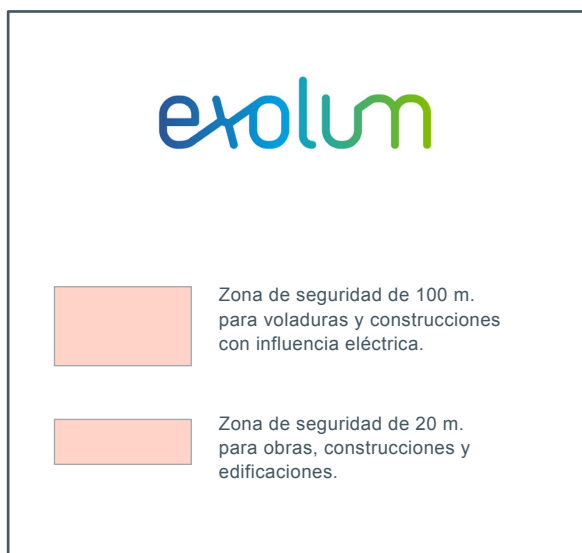 exolum
Zona de seguridad de 100 m.
para voladuras y construcciones
con influencia eléctrica.
Zona de seguridad de 20 m.
para obras, construcciones y
edificaciones.